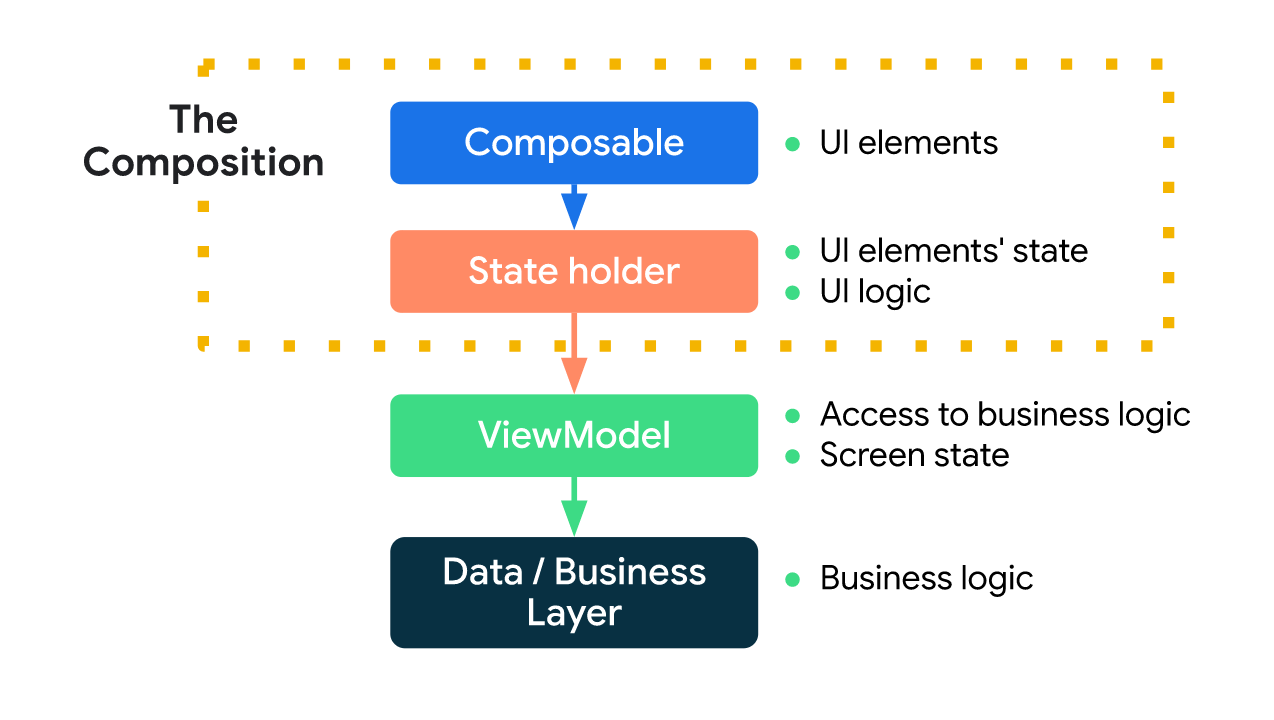 The
Composition
Composable
UI elements
State holder
UI elements' state
UI logic
ViewModel
Access to business logic
Screen state
Data / Business
Layer
Business logic